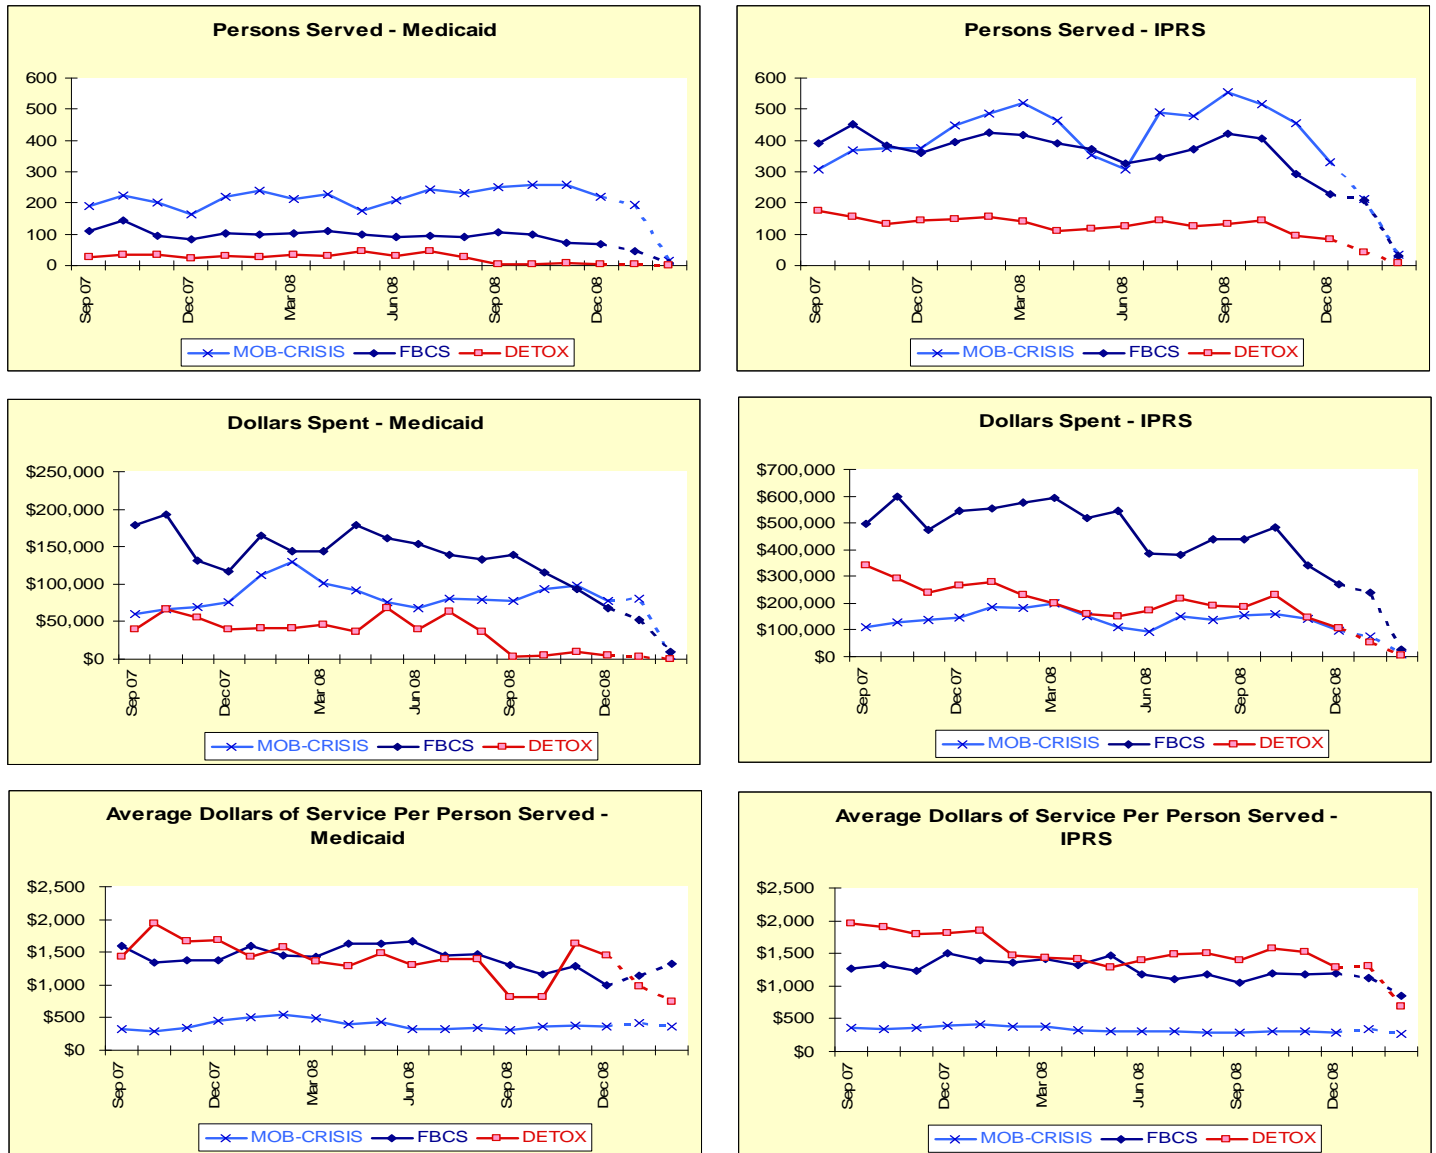 Persons Served - Medicaid
600
500
400
300
200
100
0
Sep 07
Dec 07
Mar 08
Jun 08
Sep 08
Dec 08
MOB-CRISIS FBCS DETOX
Persons Served - IPRS
600
500
400
300
200
100
0
Sep 07
Dec 07
Mar 08
Jun 08
Sep 08
Dec 08
MOB-CRISIS FBCS DETOX
Dollars Spent - Medicaid
$250,000
$200,000
$150,000
$100,000
$50,000
$0
Sep 07
Dec 07
Mar 08
Jun 08
Sep 08
Dec 08
MOB-CRISIS FBCS DETOX
Dollars Spent - IPRS
$700,000
$600,000
$500,000
$400,000
$300,000
$200,000
$100,000
$0
Sep 07
Dec 07
Mar 08
Jun 08
Sep 08
Dec 08
MOB-CRISIS FBCS DETOX
Average Dollars of Service Per Person Served -
Medicaid
$2,500
$2,000
$1,500
$1,000
$500
$0
Sep 07
Dec 07
Mar 08
Jun 08
Sep 08
Dec 08
MOB-CRISIS FBCS DETOX
Average Dollars of Service Per Person Served -
IPRS
$2,500
$2,000
$1,500
$1,000
$500
$0
Sep 07
Dec 07
Mar 08
Jun 08
Sep 08
Dec 08
MOB-CRISIS FBCS DETOX